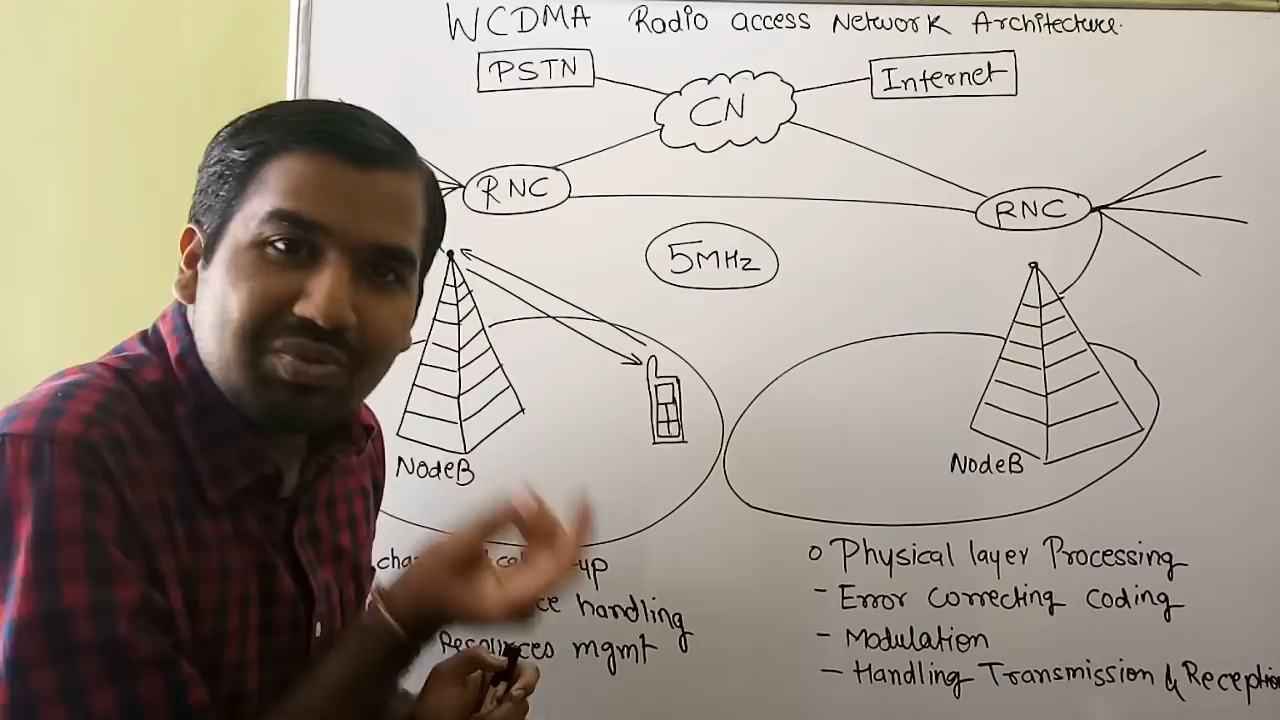 WCDMA Radio access Network Architecture.
PSTN
CN
Internet
RNC
RNC
5MHz
NodeB
NodeB
up
handling
Resources mgmt
o Physical layer Processing
- Error Correcting Coding
- Modulation
- Handling Transmission & Reception